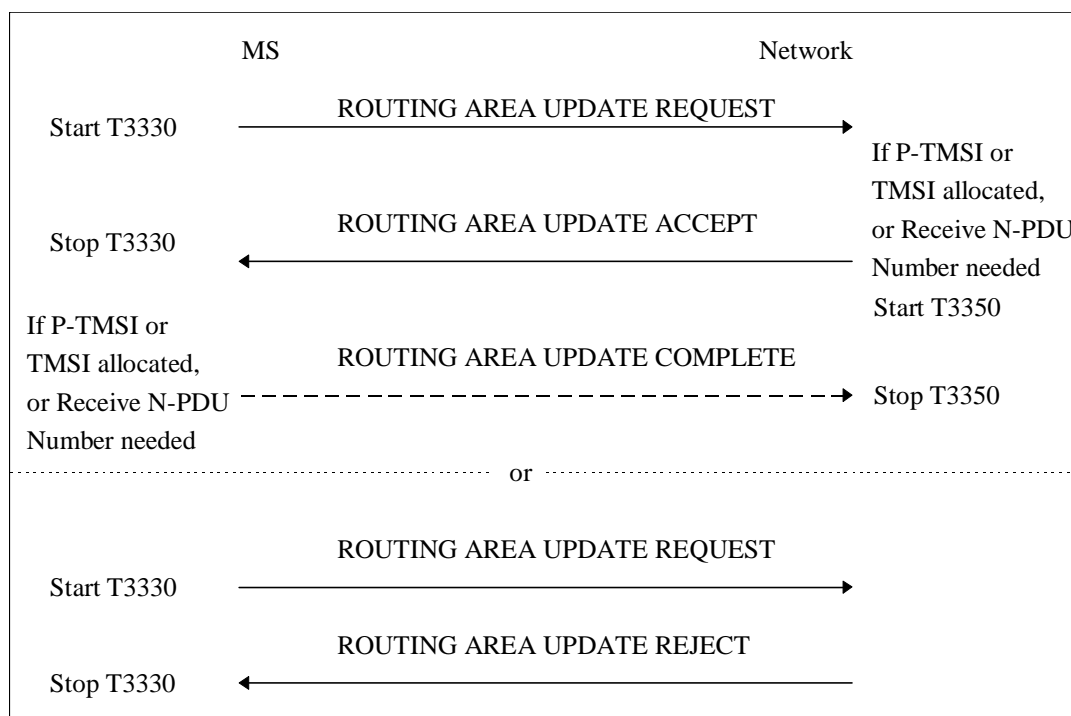 MS Network
ROUTING AREA UPDATE REQUEST
Start T3330
If P-TMSI or
TMSI allocated,
or Receive N-PDU
Number needed
Start T3350
ROUTING AREA UPDATE ACCEPT
Stop T3330
If P-TMSI or
TMSI allocated,
or Receive N-PDU
Number needed
ROUTING AREA UPDATE COMPLETE
Stop T3350
or
ROUTING AREA UPDATE REQUEST
Start T3330
ROUTING AREA UPDATE REJECT
Stop T3330